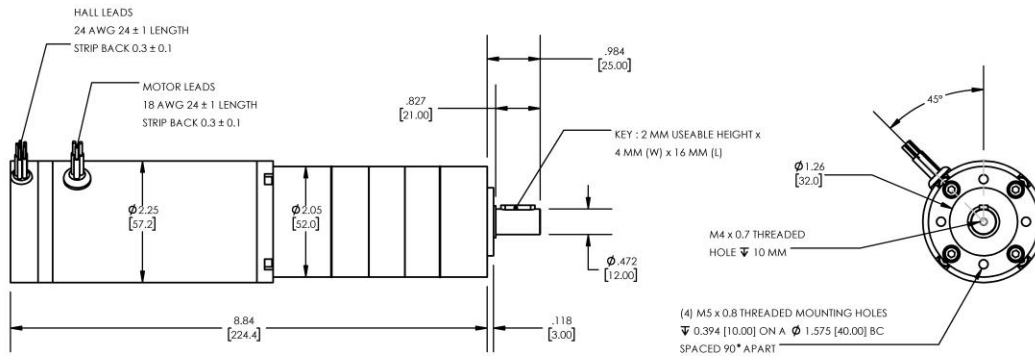 HALL LEADS
24 AWG 24 ± 1 LENGTH
STRIP BACK 0.3 ± 0.1
MOTOR LEADS
18 AWG 24 ± 1 LENGTH
STRIP BACK 0.3 ± 0.1
.984
[25.00]
.827
[21.00]
KEY : 2 MM USEABLE HEIGHT x
4 MM (W) x 16 MM (L)
Ø2.25
[57.2]
Ø2.05
[52.0]
Ø.472
[12.00]
8.84
[224.4]
.118
[3.00]
45°
Ø1.26
[32.0]
M4 x 0.7 THREADED
HOLE ↧ 10 MM
(4) M5 x 0.8 THREADED MOUNTING HOLES
↧ 0.394 [10.00] ON A Ø 1.575 [40.00] BC
SPACED 90° APART